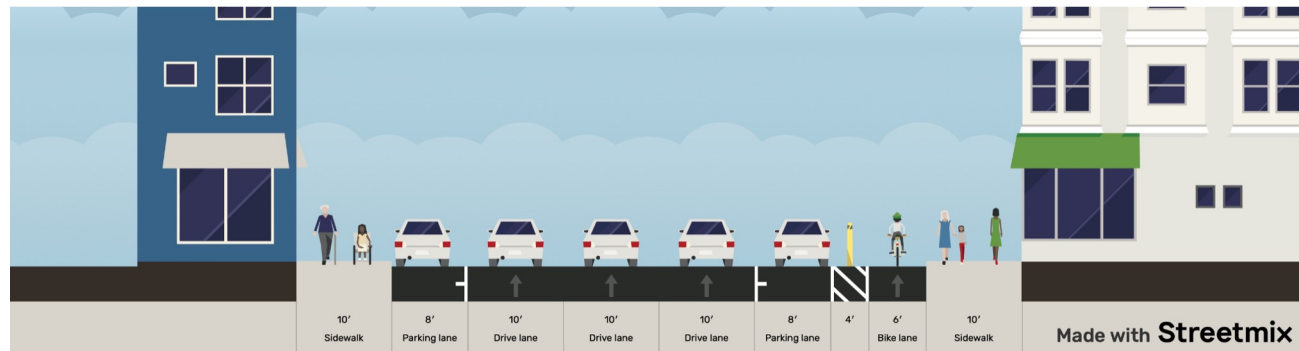 10′ 8′ 10′ 10′ 10′ 8′ 4′ 6′ 10′
Sidewalk Parking lane Drive lane Drive lane Drive lane Parking lane Bike lane Sidewalk
Made with Streetmix